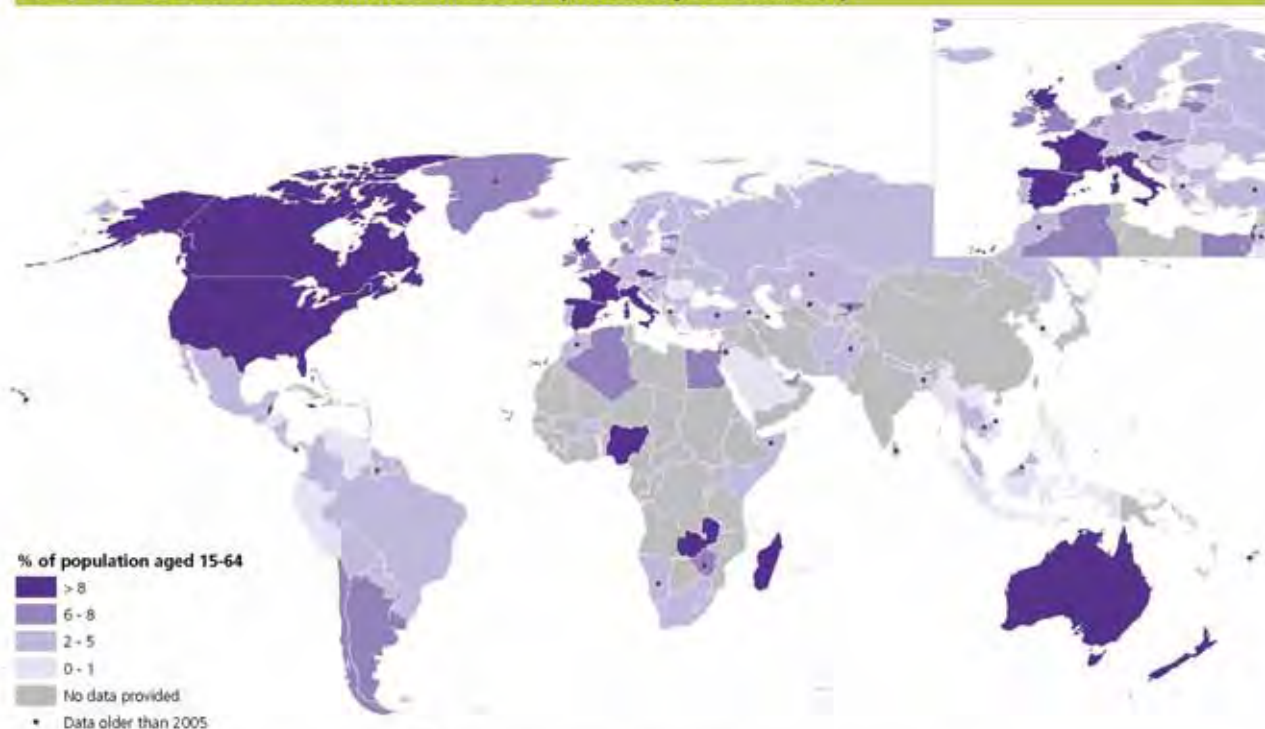 % of population aged 15-64
> 8
6 - 8
2 - 5
0 - 1
No data provided
Data older than 2005